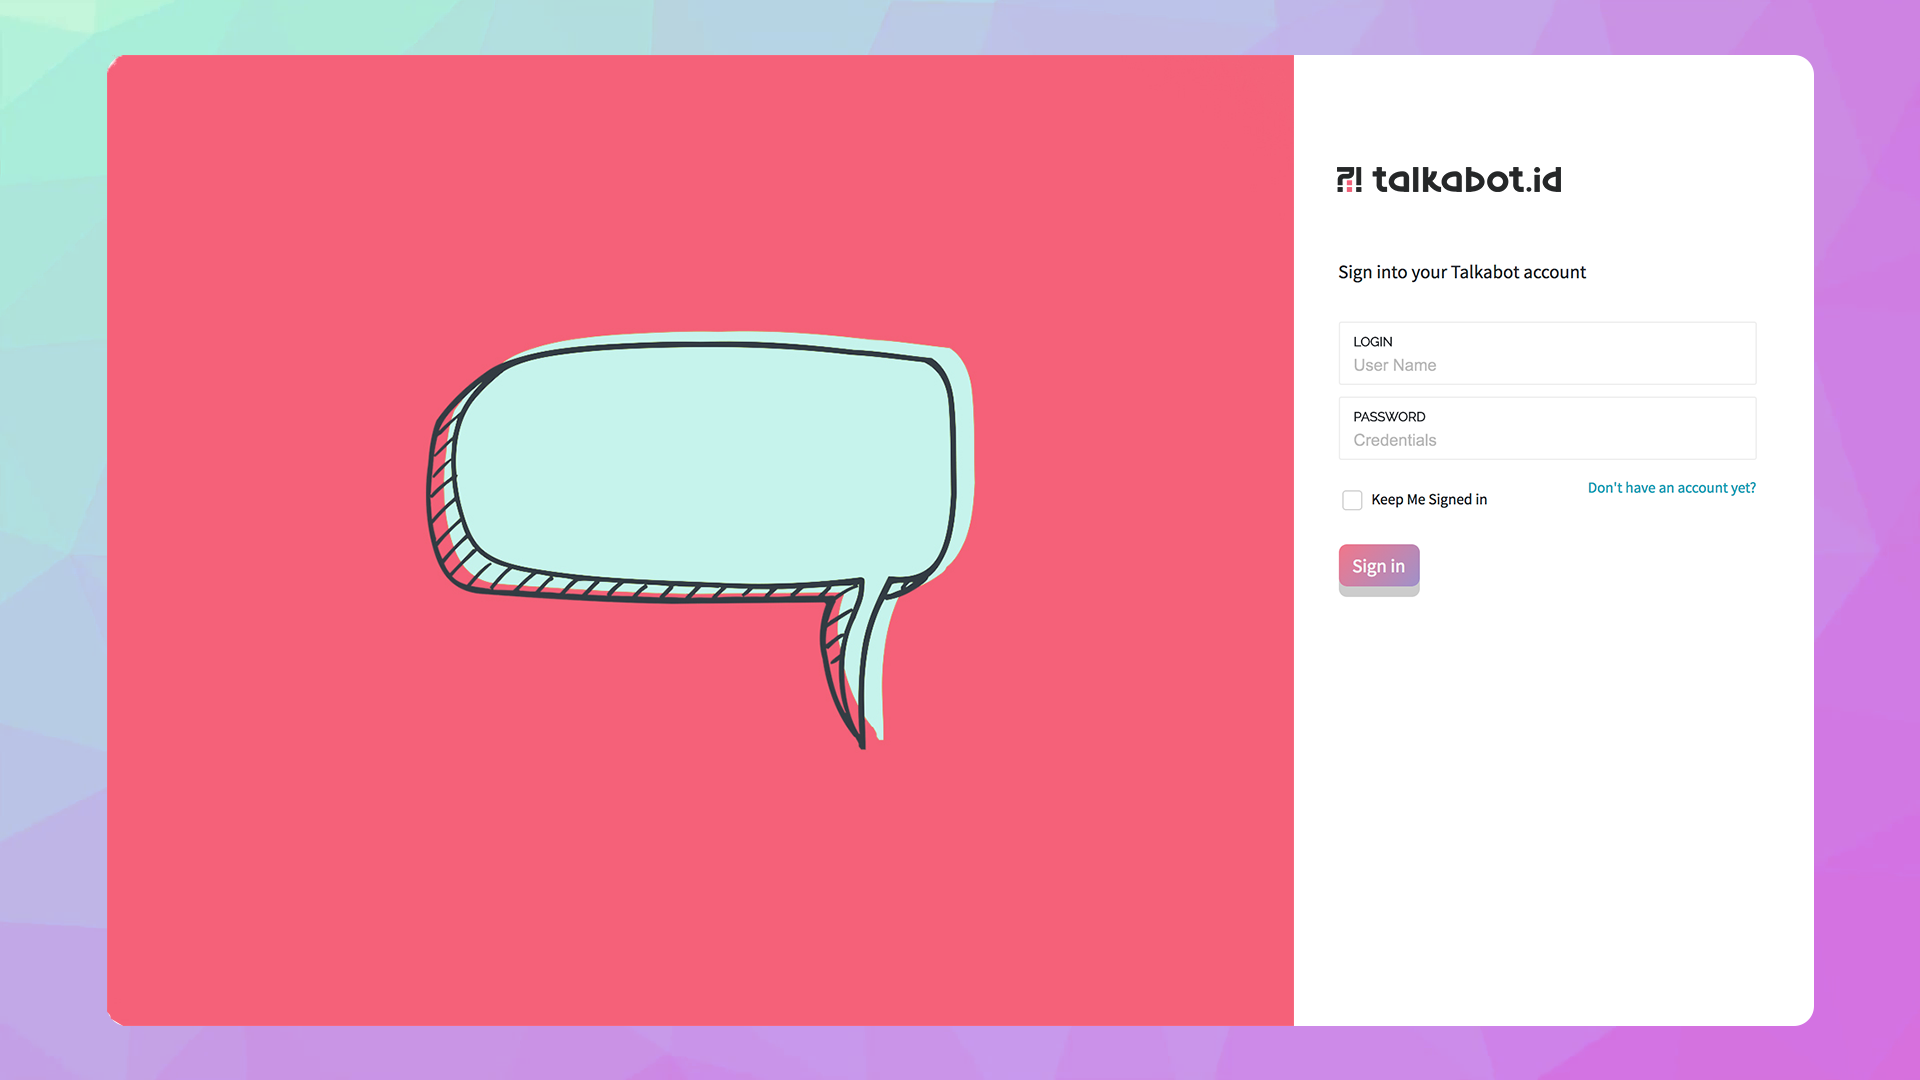 ?! talkabot.id
Sign into your Talkabot account
LOGIN
User Name
PASSWORD
Credentials
Keep Me Signed in
Don't have an account yet?
Sign in